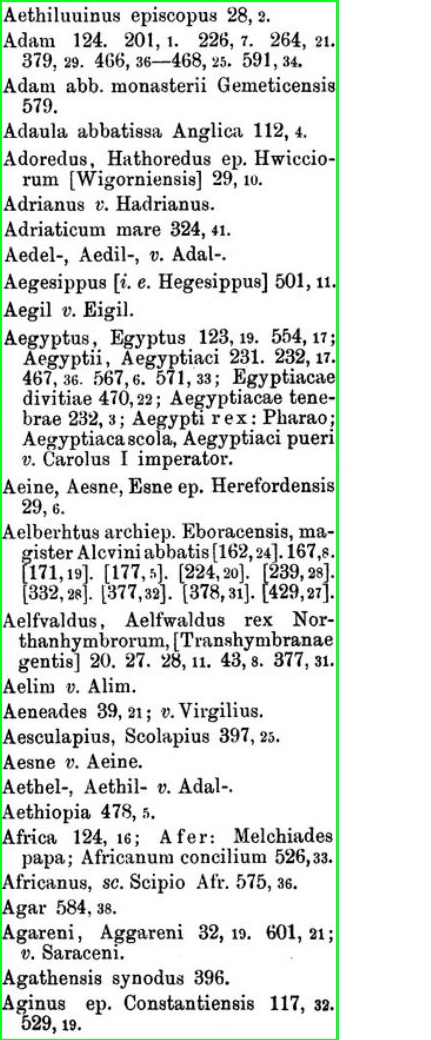 Aethiluuinus episcopus 28, 2.
Adam 124. 201, 1. 226, 7. 264, 21.
379, 29. 466, 36—468, 25. 591, 34.
Adam abb. monasterii Gemeticensis
579.
Adaula abbatissa Anglica 112, 4.
Adoredus, Hathoredus ep. Hwiccio-
rum [Wigorniensis] 29, 10.
Adrianus v. Hadrianus.
Adriaticum mare 324, 41.
Aedel-, Aedil-, v. Adal-.
Aegesippus [i. e. Hegesippus] 501, 11.
Aegil v. Eigil.
Aegyptus, Egyptus 123, 19. 554, 17;
Aegyptii, Aegyptiaci 231. 232, 17.
467, 36. 567, 6. 571, 33; Egyptiacae
divitiae 470, 22; Aegyptiacae tene-
brae 232, 3; Aegypti rex: Pharao;
Aegyptiaca scola, Aegyptiaci pueri
v. Carolus I imperator.
Aeine, Aesne, Esne ep. Herefordensis
29, 6.
Aelberhtus archiep. Eboracensis, ma-
gister Alcvini abbatis [162, 24]. 167, 8.
[171, 19]. [177, 5]. [224, 20]. [239, 28].
[332, 28]. [377, 32]. [378, 31]. [429, 27].
Aelfvaldus, Aelfwaldus rex Nor-
thanhymbrorum, [Transhymbranae
gentis] 20. 27. 28, 11. 43, 8. 377, 31.
Aelim v. Alim.
Aeneades 39, 21; v. Virgilius.
Aesculapius, Scolapius 397, 25.
Aesne v. Aeine.
Aethel-, Aethil- v. Adal-.
Aethiopia 478, 5.
Africa 124, 16; Afer: Melchiades
papa; Africanum concilium 526, 33.
Africanus, sc. Scipio Afr. 575, 36.
Agar 584, 38.
Agareni, Aggareni 32, 19. 601, 21;
v. Saraceni.
Agathensis synodus 396.
Aginus ep. Constantiensis 117, 32.
529, 19.